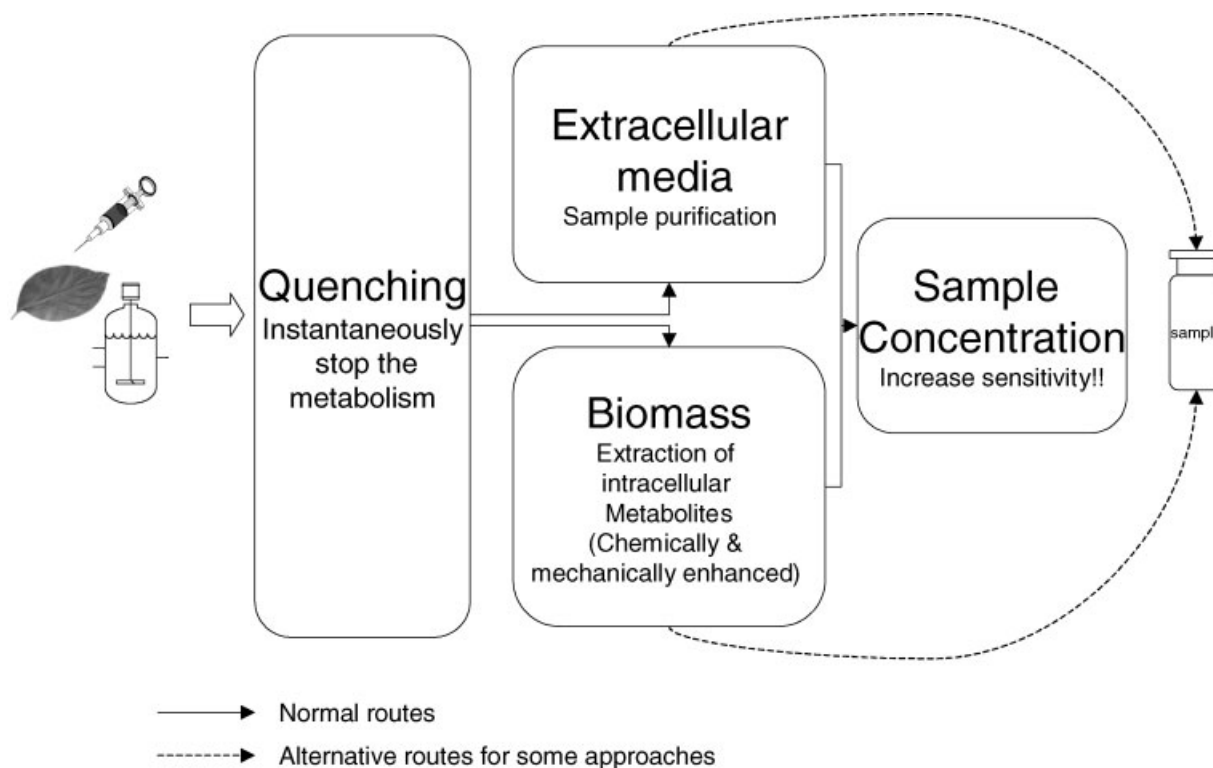 Quenching
Instantaneously
stop the
metabolism
Extracellular
media
Sample purification
Biomass
Extraction of
intracellular
Metabolites
(Chemically &
mechanically enhanced)
Sample
Concentration
Increase sensitivity!!
sampl
Normal routes
Alternative routes for some approaches